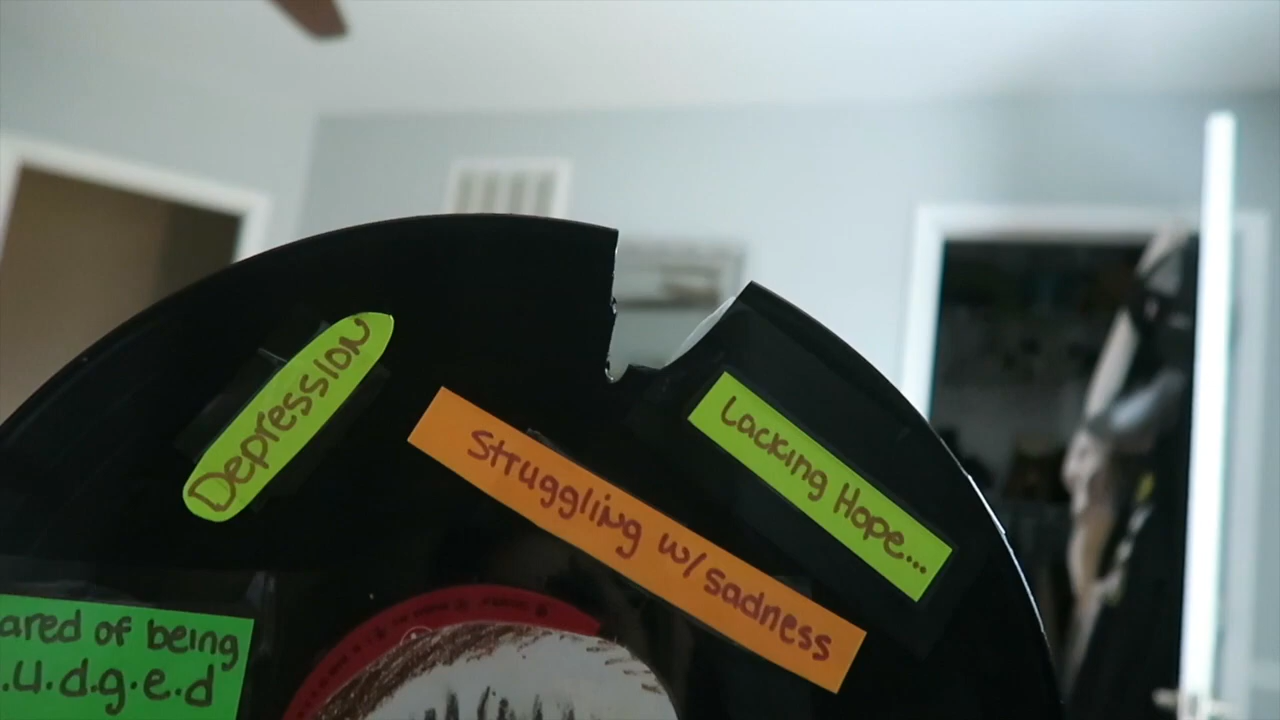 Depression
Struggling w/ sadness
Lacking Hope...
ared of being
.u.d.g.e.d